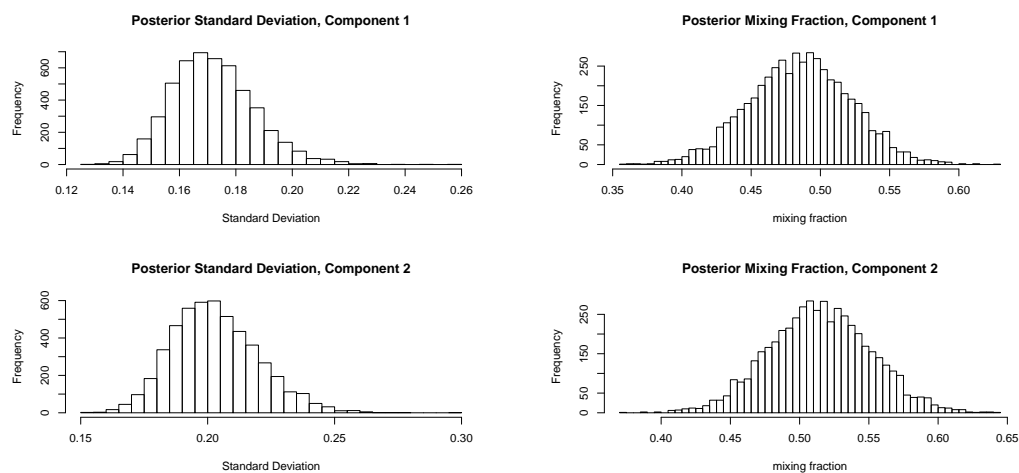 Posterior Standard Deviation, Component 1
Frequency
0 200 400 600
0.12 0.14 0.16 0.18 0.20 0.22 0.24 0.26
Standard Deviation
Posterior Mixing Fraction, Component 1
Frequency
0 50 150 250
0.35 0.40 0.45 0.50 0.55 0.60
mixing fraction
Posterior Standard Deviation, Component 2
Frequency
0 200 400 600
0.15 0.20 0.25 0.30
Standard Deviation
Posterior Mixing Fraction, Component 2
Frequency
0 50 150 250
0.40 0.45 0.50 0.55 0.60 0.65
mixing fraction